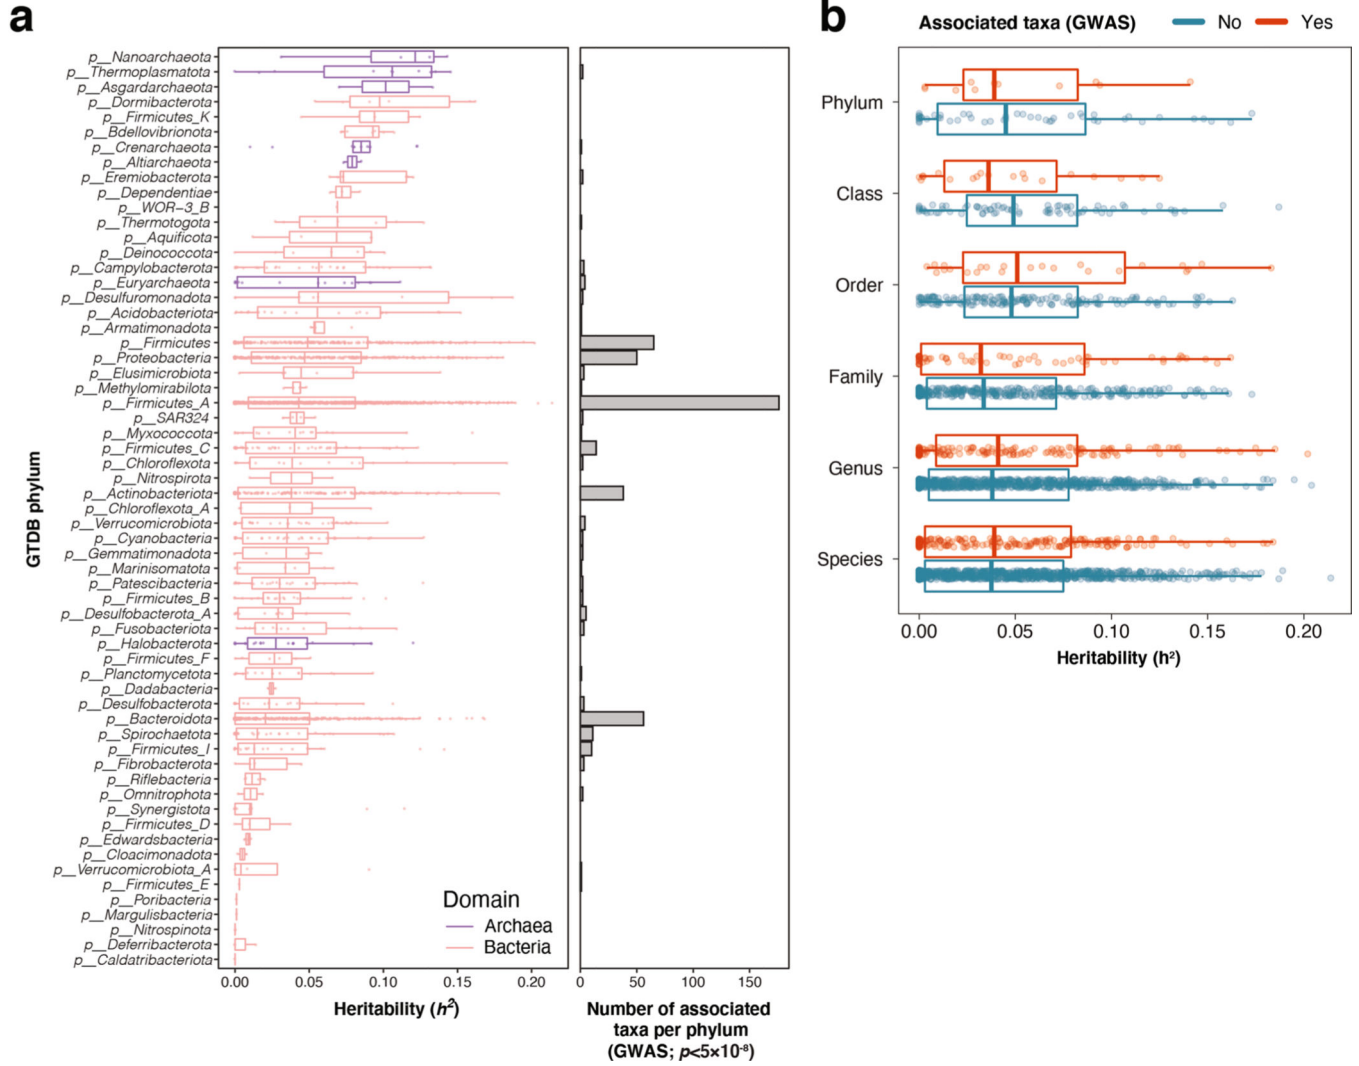 a
b
Associated taxa (GWAS) No Yes
GTDB phylum
p__Nanoarchaeota
p__Thermoplasmatota
p__Asgardarchaeota
p__Dormibacterota
p__Firmicutes_K
p__Bdellovibrionota
p__Crenarchaeota
p__Altiarchaeota
p__Eremiobacterota
p__Dependentiae
p__WOR−3_B
p__Thermotogota
p__Aquificota
p__Deinococcota
p__Campylobacterota
p__Euryarchaeota
p__Desulfuromonadota
p__Acidobacteriota
p__Armatimonadota
p__Firmicutes
p__Proteobacteria
p__Elusimicrobiota
p__Methylomirabilota
p__Firmicutes_A
p__SAR324
p__Myxococcota
p__Firmicutes_C
p__Chloroflexota
p__Nitrospirota
p__Actinobacteriota
p__Chloroflexota_A
p__Verrucomicrobiota
p__Cyanobacteria
p__Gemmatimonadota
p__Marinisomatota
p__Patescibacteria
p__Firmicutes_B
p__Desulfobacterota_A
p__Fusobacteriota
p__Halobacterota
p__Firmicutes_F
p__Planctomycetota
p__Dadabacteria
p__Desulfobacterota
p__Bacteroidota
p__Spirochaetota
p__Firmicutes_I
p__Fibrobacterota
p__Riflebacteria
p__Omnitrophota
p__Synergistota
p__Firmicutes_D
p__Edwardsbacteria
p__Cloacimonadota
p__Verrucomicrobiota_A
p__Firmicutes_E
p__Poribacteria
p__Margulisbacteria
p__Nitrospinota
p__Deferribacterota
p__Caldatribacteriota
Domain
Archaea
Bacteria
0.00 0.05 0.10 0.15 0.20
Heritability (h²)
0 50 100 150
Number of associated
taxa per phylum
(GWAS; p<5×10⁻⁸)
Phylum
Class
Order
Family
Genus
Species
0.00 0.05 0.10 0.15 0.20
Heritability (h²)